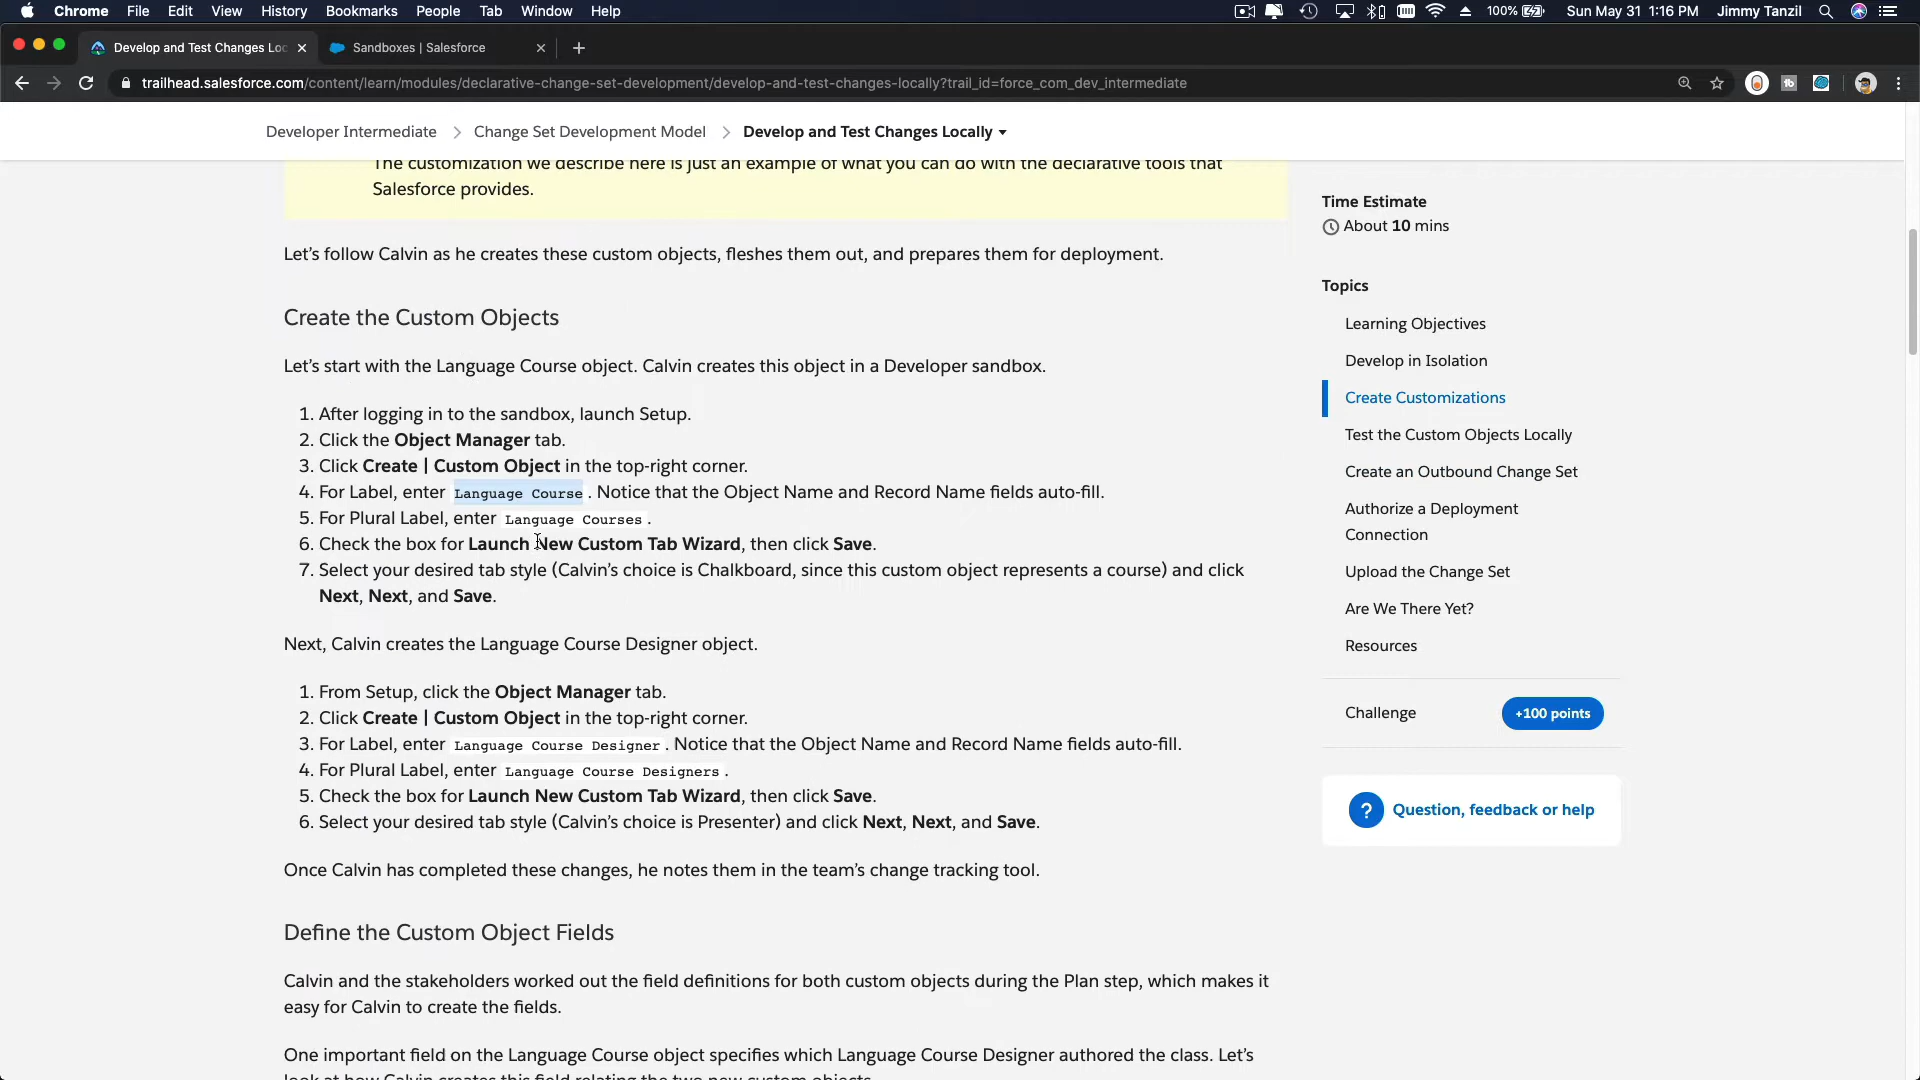 Chrome File Edit View History Bookmarks People Tab Window Help 100% Sun May 31 1:16 PM Jimmy Tanzil
Develop and Test Changes Loc Sandboxes | Salesforce
trailhead.salesforce.com/content/learn/modules/declarative-change-set-development/develop-and-test-changes-locally?trail_id=force_com_dev_intermediate
Developer Intermediate > Change Set Development Model > Develop and Test Changes Locally
The customization we describe here is just an example of what you can do with the declarative tools that
Salesforce provides.
Let's follow Calvin as he creates these custom objects, fleshes them out, and prepares them for deployment.
Create the Custom Objects
Let's start with the Language Course object. Calvin creates this object in a Developer sandbox.
1. After logging in to the sandbox, launch Setup.
2. Click the Object Manager tab.
3. Click Create | Custom Object in the top-right corner.
4. For Label, enter Language Course . Notice that the Object Name and Record Name fields auto-fill.
5. For Plural Label, enter Language Courses .
6. Check the box for Launch New Custom Tab Wizard, then click Save.
7. Select your desired tab style (Calvin's choice is Chalkboard, since this custom object represents a course) and click
Next, Next, and Save.
Next, Calvin creates the Language Course Designer object.
1. From Setup, click the Object Manager tab.
2. Click Create | Custom Object in the top-right corner.
3. For Label, enter Language Course Designer . Notice that the Object Name and Record Name fields auto-fill.
4. For Plural Label, enter Language Course Designers .
5. Check the box for Launch New Custom Tab Wizard, then click Save.
6. Select your desired tab style (Calvin's choice is Presenter) and click Next, Next, and Save.
Once Calvin has completed these changes, he notes them in the team's change tracking tool.
Define the Custom Object Fields
Calvin and the stakeholders worked out the field definitions for both custom objects during the Plan step, which makes it
easy for Calvin to create the fields.
One important field on the Language Course object specifies which Language Course Designer authored the class. Let's
look at how Calvin creates this field relating the two new custom objects.
Time Estimate
About 10 mins
Topics
Learning Objectives
Develop in Isolation
Create Customizations
Test the Custom Objects Locally
Create an Outbound Change Set
Authorize a Deployment
Connection
Upload the Change Set
Are We There Yet?
Resources
Challenge +100 points
? Question, feedback or help